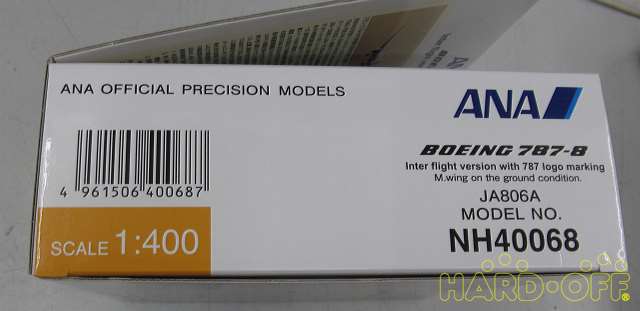 ANA OFFICIAL PRECISION MODELS
ANA
BOEING 787-8
Inter flight version with 787 logo marking
M.wing on the ground condition.
JA806A
MODEL NO.
NH40068
4 961506 400687
SCALE 1:400
HARD-OFF